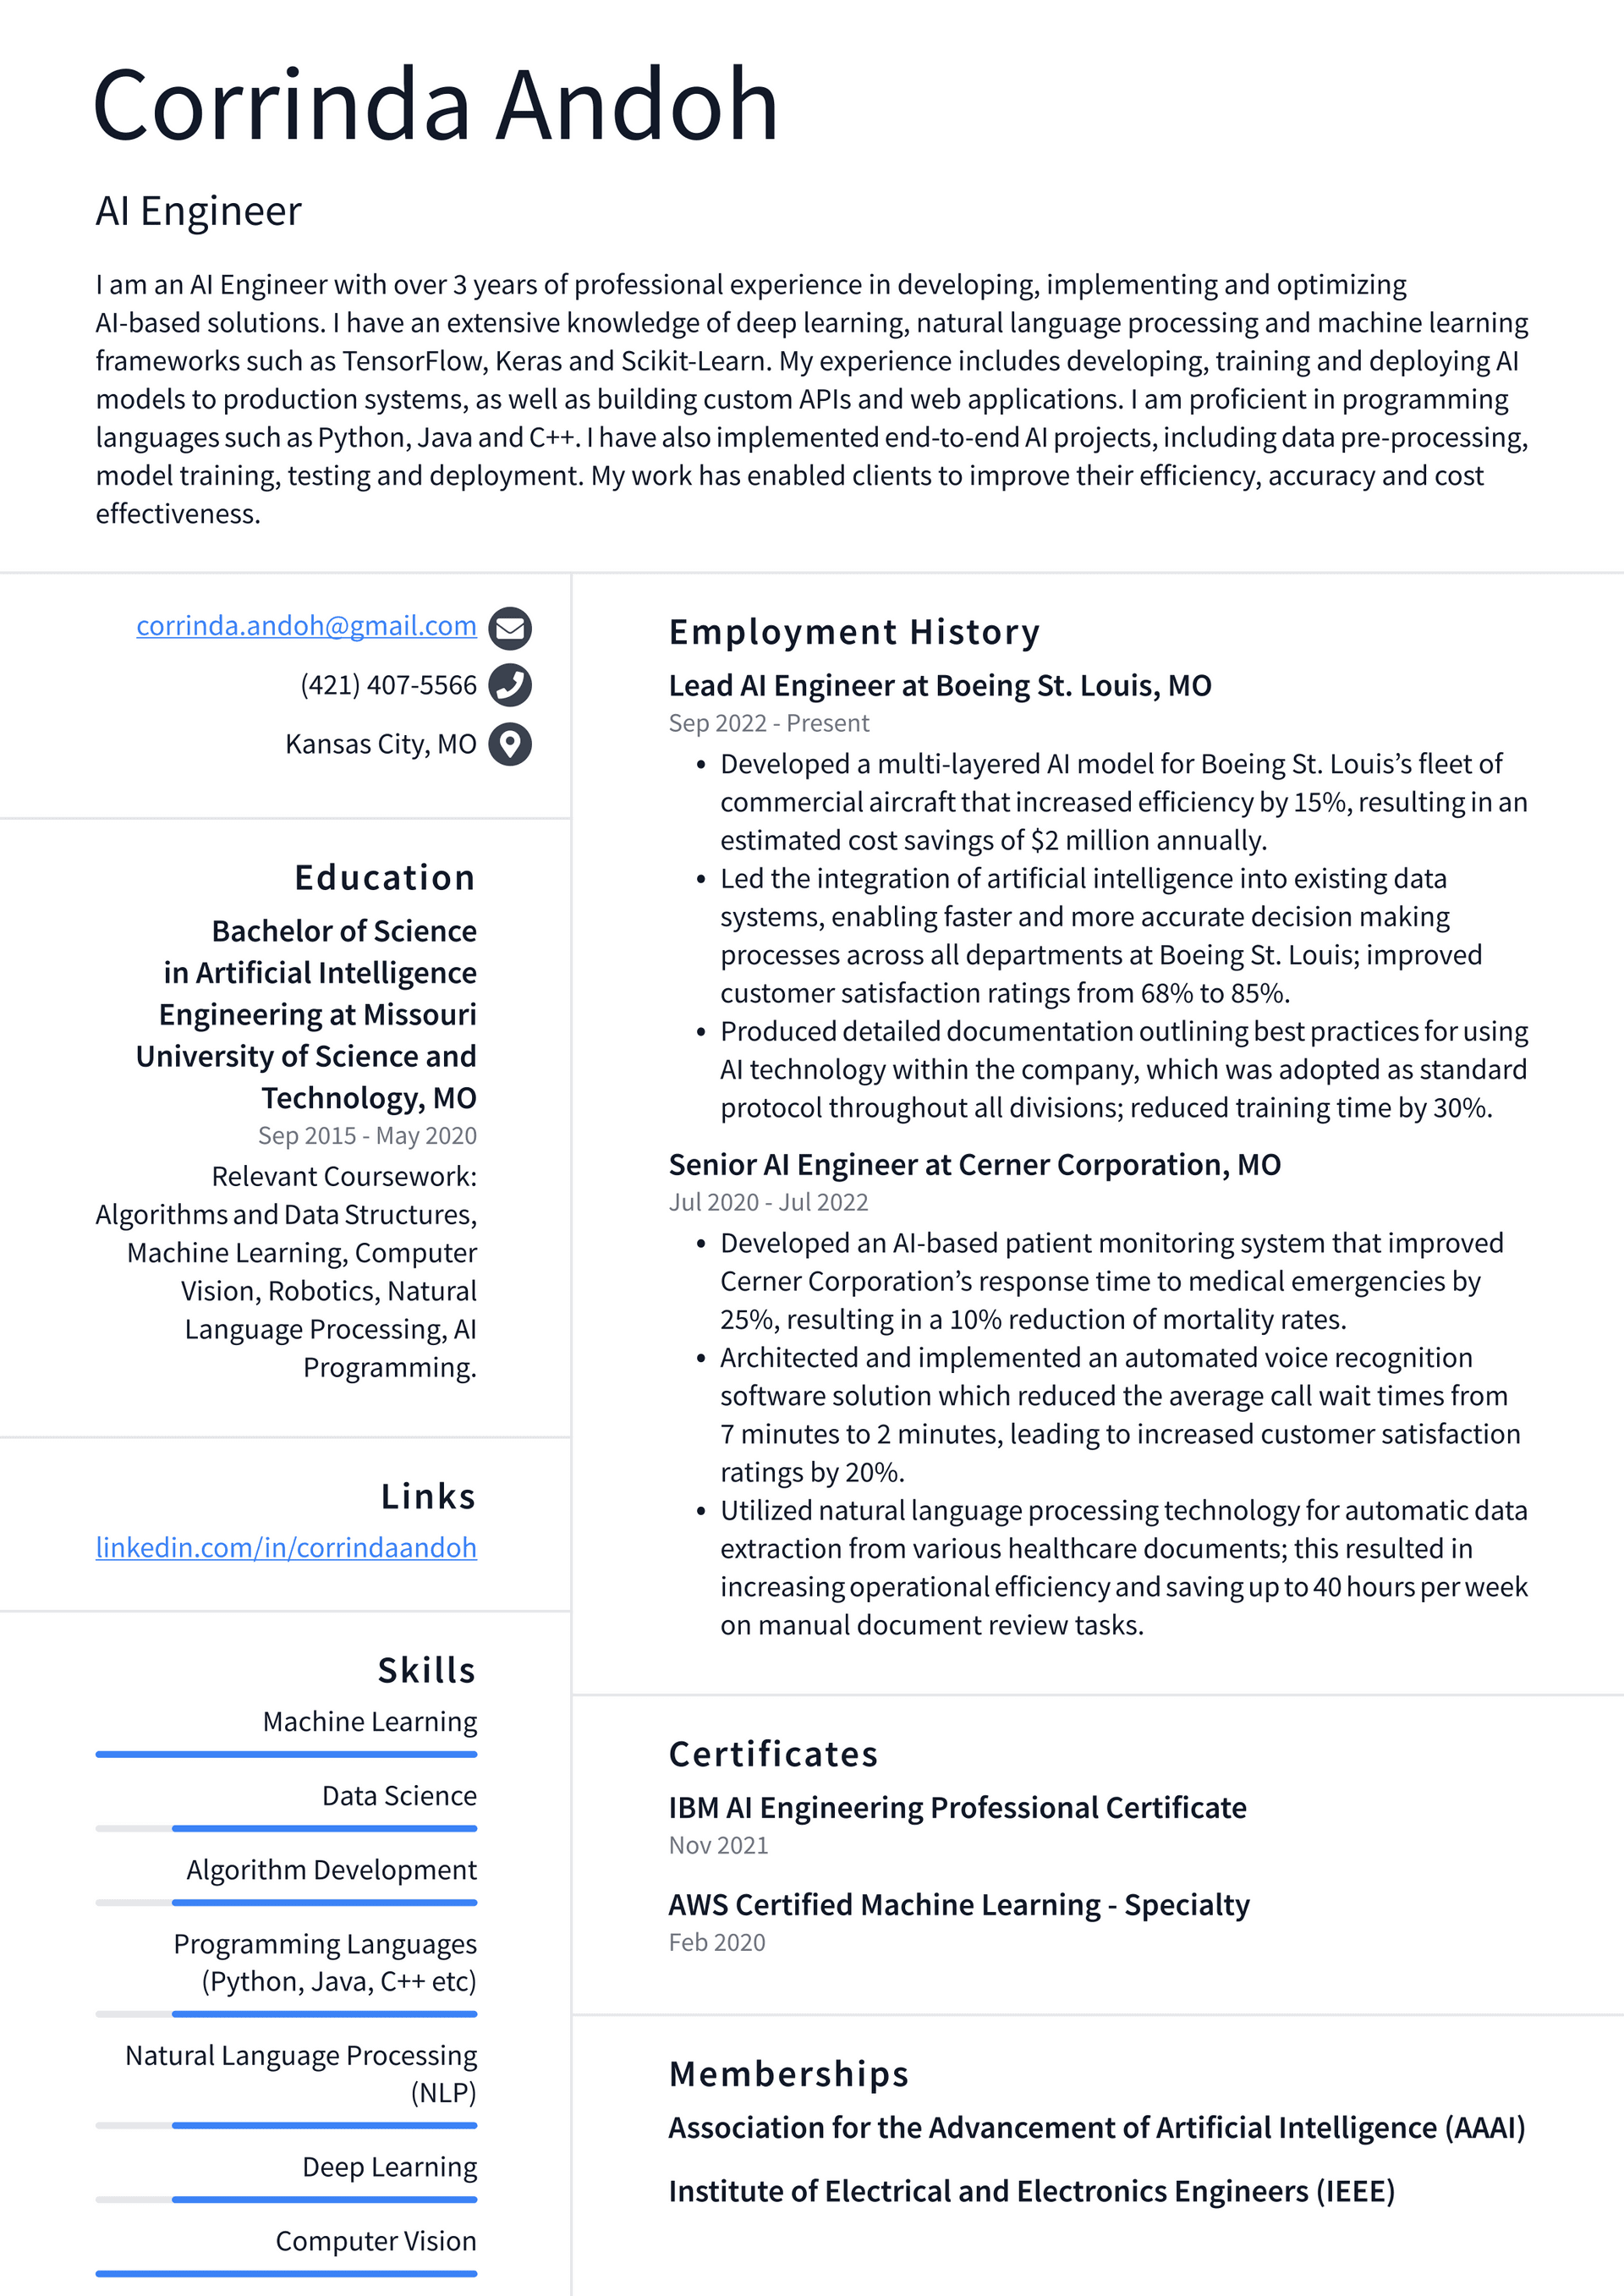 Corrinda Andoh
AI Engineer
I am an AI Engineer with over 3 years of professional experience in developing, implementing and optimizing
AI-based solutions. I have an extensive knowledge of deep learning, natural language processing and machine learning
frameworks such as TensorFlow, Keras and Scikit-Learn. My experience includes developing, training and deploying AI
models to production systems, as well as building custom APIs and web applications. I am proficient in programming
languages such as Python, Java and C++. I have also implemented end-to-end AI projects, including data pre-processing,
model training, testing and deployment. My work has enabled clients to improve their efficiency, accuracy and cost
effectiveness.
corrinda.andoh@gmail.com
(421) 407-5566
Kansas City, MO
Education
Bachelor of Science
in Artificial Intelligence
Engineering at Missouri
University of Science and
Technology, MO
Sep 2015 - May 2020
Relevant Coursework:
Algorithms and Data Structures,
Machine Learning, Computer
Vision, Robotics, Natural
Language Processing, AI
Programming.
Links
linkedin.com/in/corrindaandoh
Skills
Machine Learning
Data Science
Algorithm Development
Programming Languages
(Python, Java, C++ etc)
Natural Language Processing
(NLP)
Deep Learning
Computer Vision
Employment History
Lead AI Engineer at Boeing St. Louis, MO
Sep 2022 - Present
• Developed a multi-layered AI model for Boeing St. Louis’s fleet of
commercial aircraft that increased efficiency by 15%, resulting in an
estimated cost savings of $2 million annually.
• Led the integration of artificial intelligence into existing data
systems, enabling faster and more accurate decision making
processes across all departments at Boeing St. Louis; improved
customer satisfaction ratings from 68% to 85%.
• Produced detailed documentation outlining best practices for using
AI technology within the company, which was adopted as standard
protocol throughout all divisions; reduced training time by 30%.
Senior AI Engineer at Cerner Corporation, MO
Jul 2020 - Jul 2022
• Developed an AI-based patient monitoring system that improved
Cerner Corporation’s response time to medical emergencies by
25%, resulting in a 10% reduction of mortality rates.
• Architected and implemented an automated voice recognition
software solution which reduced the average call wait times from
7 minutes to 2 minutes, leading to increased customer satisfaction
ratings by 20%.
• Utilized natural language processing technology for automatic data
extraction from various healthcare documents; this resulted in
increasing operational efficiency and saving up to 40 hours per week
on manual document review tasks.
Certificates
IBM AI Engineering Professional Certificate
Nov 2021
AWS Certified Machine Learning - Specialty
Feb 2020
Memberships
Association for the Advancement of Artificial Intelligence (AAAI)
Institute of Electrical and Electronics Engineers (IEEE)